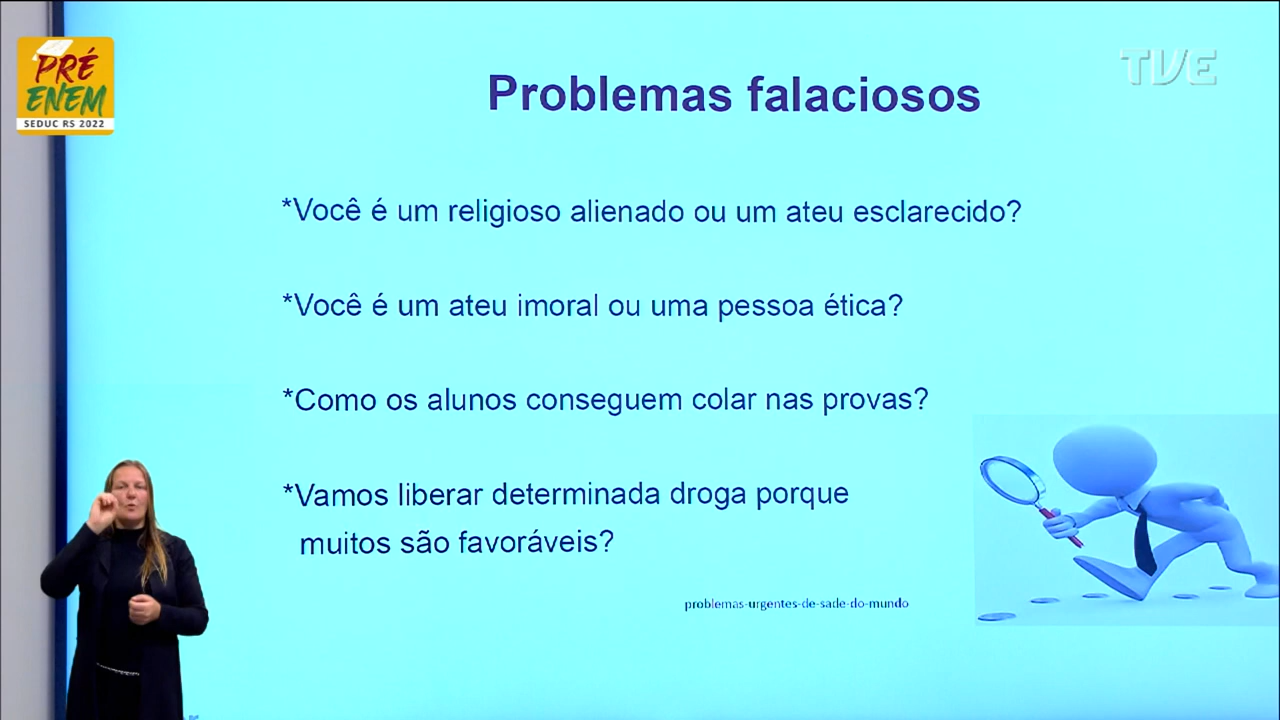 PRÉ
ENEM
SEDUC RS 2022
TVE
Problemas falaciosos
*Você é um religioso alienado ou um ateu esclarecido?
*Você é um ateu imoral ou uma pessoa ética?
*Como os alunos conseguem colar nas provas?
*Vamos liberar determinada droga porque
muitos são favoráveis?
problemas-urgentes-de-sade-do-mundo